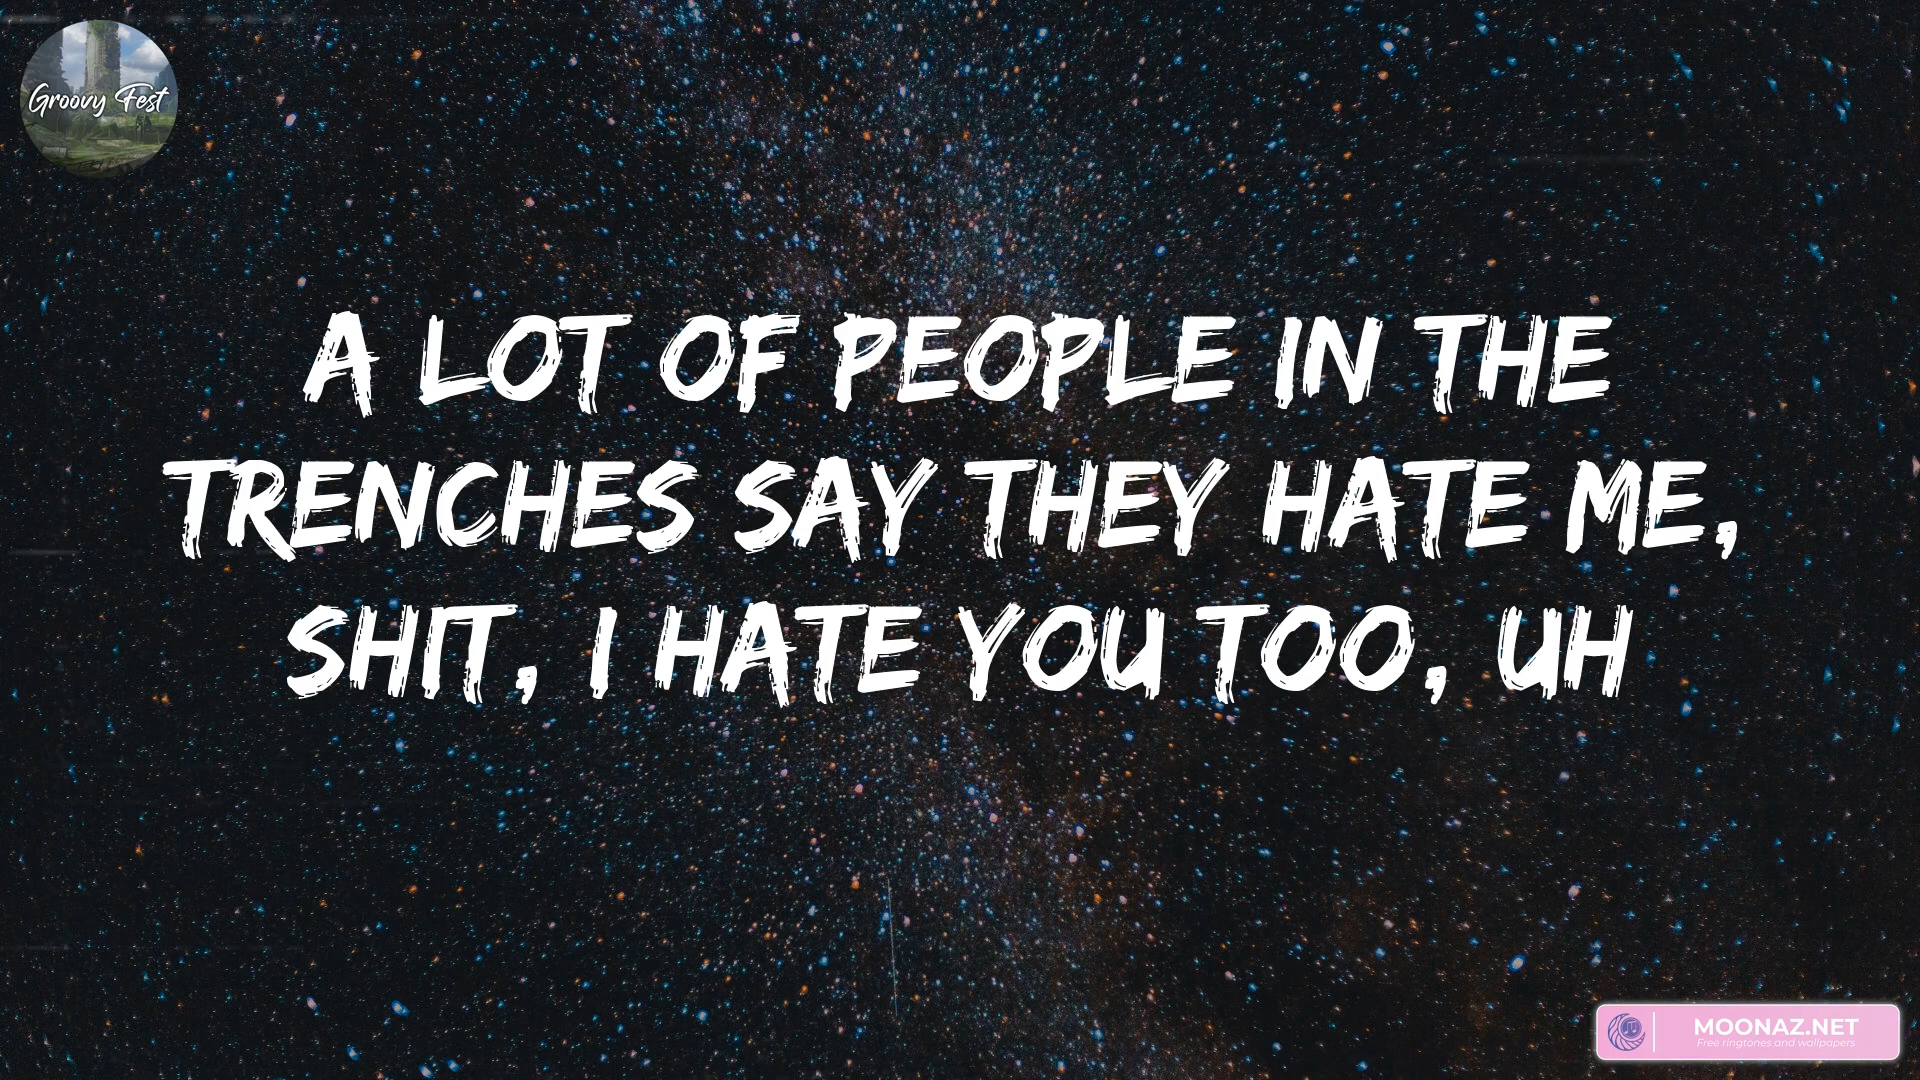 Groovy Fest
A LOT OF PEOPLE IN THE
TRENCHES SAY THEY HATE ME,
SHIT, I HATE YOU TOO, UH
MOONAZ.NET
Free ringtones and wallpapers